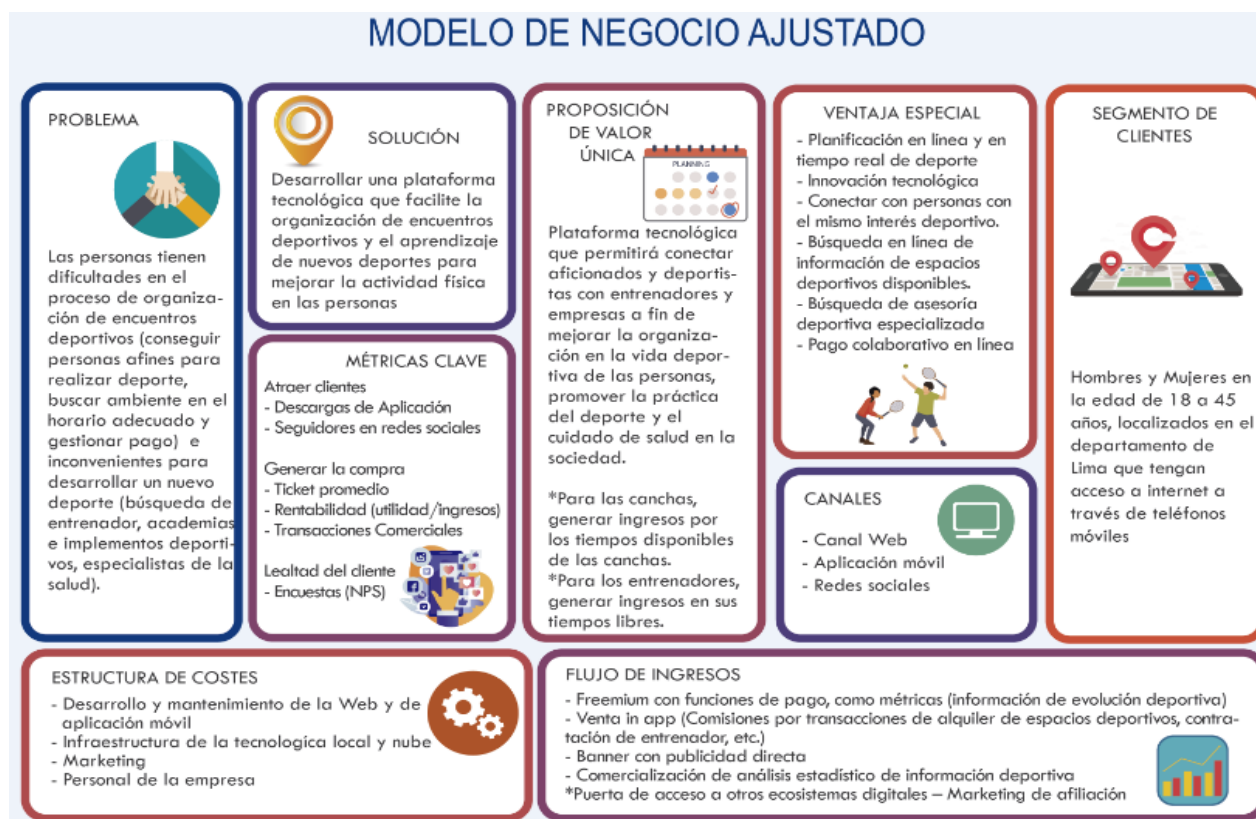 MODELO DE NEGOCIO AJUSTADO
PROBLEMA
Las personas tienen
dificultades en el
proceso de organiza-
ción de encuentros
deportivos (conseguir
personas afines para
realizar deporte,
buscar ambiente en el
horario adecuado y
gestionar pago) e
inconvenientes para
desarrollar un nuevo
deporte (búsqueda de
entrenador, academias
e implementos deporti-
vos, especialistas de la
salud).
SOLUCIÓN
Desarrollar una plataforma
tecnológica que facilite la
organización de encuentros
deportivos y el aprendizaje
de nuevos deportes para
mejorar la actividad física
en las personas
MÉTRICAS CLAVE
Atraer clientes
- Descargas de Aplicación
- Seguidores en redes sociales
Generar la compra
- Ticket promedio
- Rentabilidad (utilidad/ingresos)
- Transacciones Comerciales
Lealtad del cliente
- Encuestas (NPS)
PROPOSICIÓN
DE VALOR
ÚNICA
PLANNING
Plataforma tecnológica
que permitirá conectar
aficionados y deportis-
tas con entrenadores y
empresas a fin de
mejorar la organiza-
ción en la vida depor-
tiva de las personas,
promover la práctica
del deporte y el
cuidado de salud en la
sociedad.
*Para las canchas,
generar ingresos por
los tiempos disponibles
de las canchas.
*Para los entrenadores,
generar ingresos en sus
tiempos libres.
VENTAJA ESPECIAL
- Planificación en línea y en
tiempo real de deporte
- Innovación tecnológica
- Conectar con personas con
el mismo interés deportivo.
- Búsqueda en línea de
información de espacios
deportivos disponibles.
- Búsqueda de asesoría
deportiva especializada
- Pago colaborativo en línea
CANALES
- Canal Web
- Aplicación móvil
- Redes sociales
SEGMENTO DE
CLIENTES
Hombres y Mujeres en
la edad de 18 a 45
años, localizados en el
departamento de
Lima que tengan
acceso a internet a
través de teléfonos
móviles
ESTRUCTURA DE COSTES
- Desarrollo y mantenimiento de la Web y de
aplicación móvil
- Infraestructura de la tecnologíca local y nube
- Marketing
- Personal de la empresa
FLUJO DE INGRESOS
- Freemium con funciones de pago, como métricas (información de evolución deportiva)
- Venta in app (Comisiones por transacciones de alquiler de espacios deportivos, contra-
tación de entrenador, etc.)
- Banner con publicidad directa
- Comercialización de análisis estadístico de información deportiva
*Puerta de acceso a otros ecosistemas digitales – Marketing de afiliación